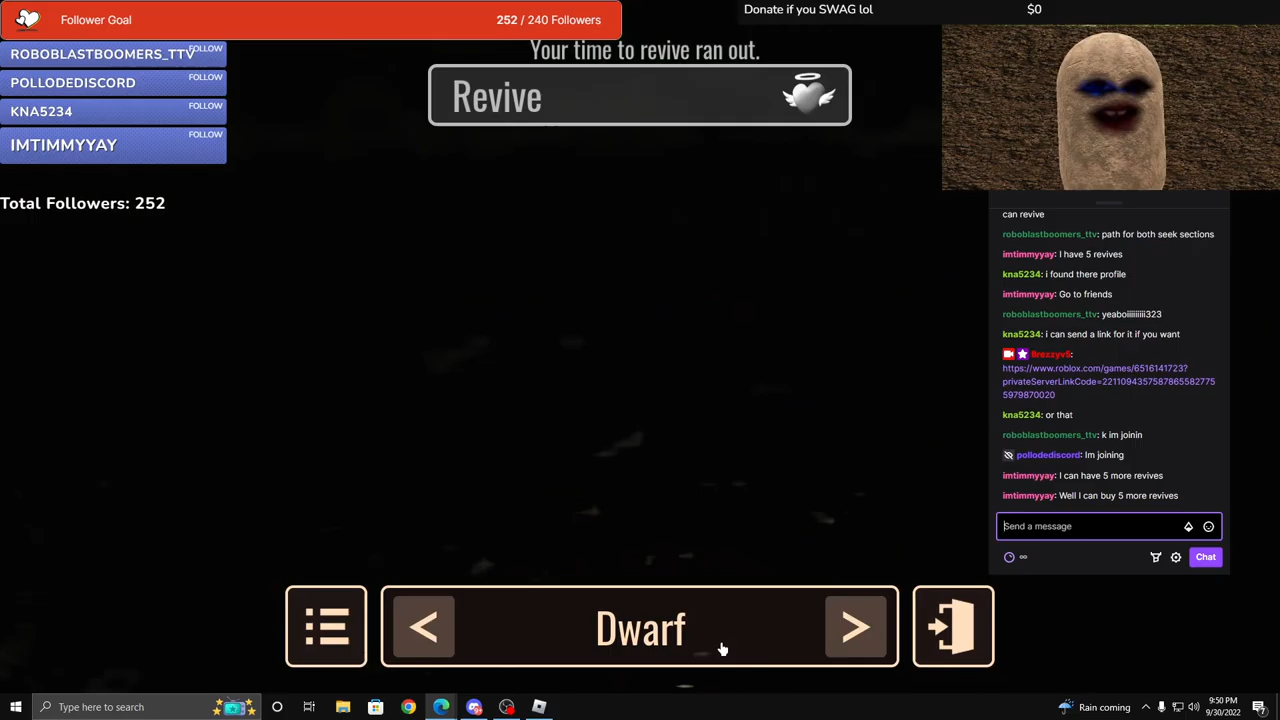 Follower Goal
252 / 240 Followers
Donate if you SWAG lol
$0
ROBOBLASTBOOMERS_TTV
FOLLOW
POLLODEDISCORD
FOLLOW
KNA5234
FOLLOW
IMTIMMYYAY
FOLLOW
Total Followers: 252
Your time to revive ran out.
Revive
can revive
roboblastboomers_ttv: path for both seek sections
imtimmyyay: I have 5 revives
kna5234: i found there profile
imtimmyyay: Go to friends
roboblastboomers_ttv: yeaboiiiiiiiiii323
kna5234: i can send a link for it if you want
Brezzyv5:
https://www.roblox.com/games/6516141723?
privateServerLinkCode=2211094357587865582775
5979870020
kna5234: or that
roboblastboomers_ttv: k im joinin
pollodediscord: Im joining
imtimmyyay: I can have 5 more revives
imtimmyyay: Well I can buy 5 more revives
Send a message
Chat
<
Dwarf
>
Type here to search
Rain coming
9:50 PM
9/30/2022
7